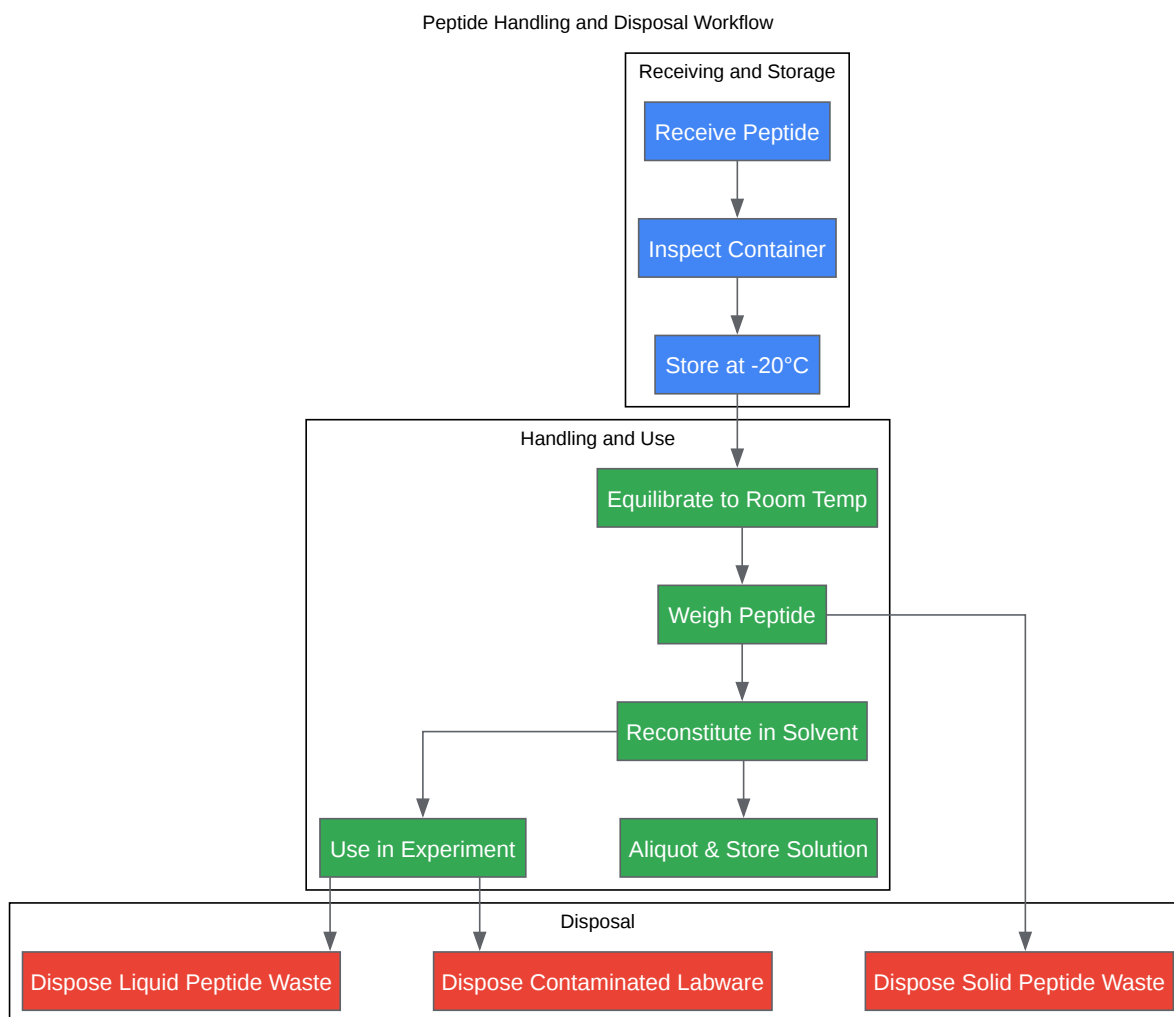 Peptide Handling and Disposal Workflow
Receiving and Storage
Receive Peptide
Inspect Container
Store at -20°C
Handling and Use
Equilibrate to Room Temp
Weigh Peptide
Reconstitute in Solvent
Use in Experiment
Aliquot & Store Solution
Disposal
Dispose Liquid Peptide Waste
Dispose Contaminated Labware
Dispose Solid Peptide Waste